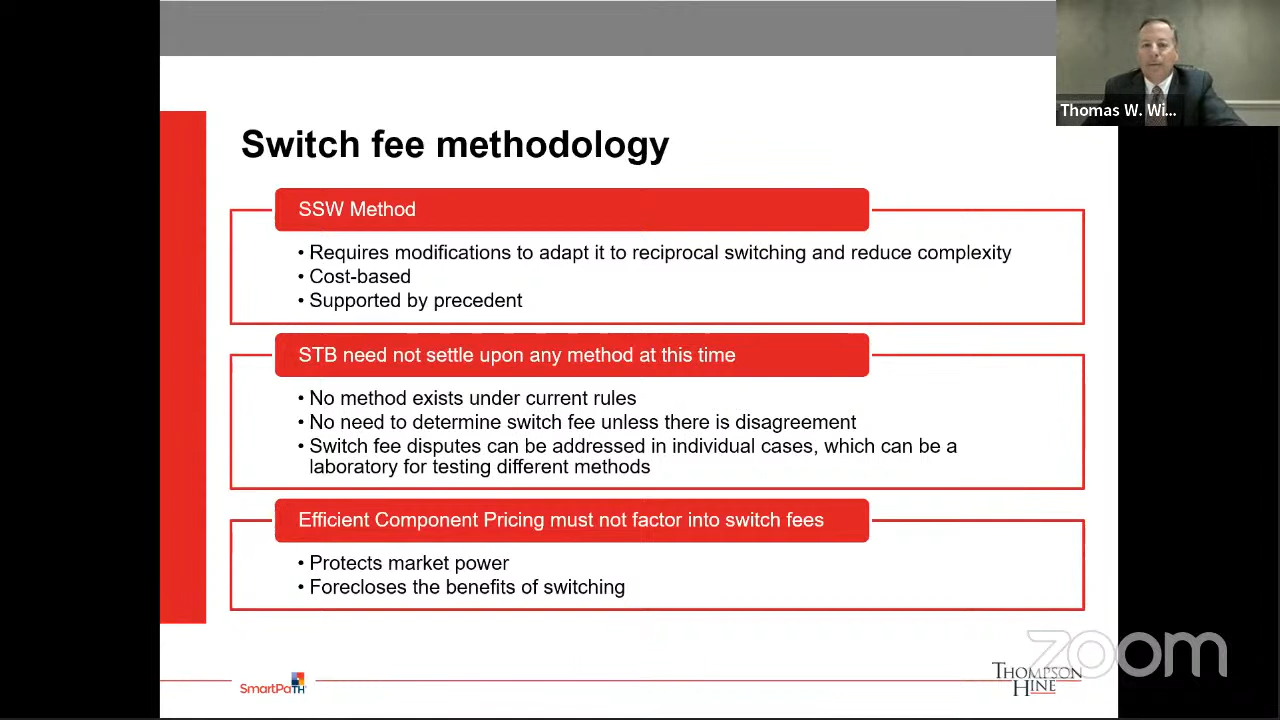 Thomas W. Wi...
Switch fee methodology
SSW Method
• Requires modifications to adapt it to reciprocal switching and reduce complexity
• Cost-based
• Supported by precedent
STB need not settle upon any method at this time
• No method exists under current rules
• No need to determine switch fee unless there is disagreement
• Switch fee disputes can be addressed in individual cases, which can be a
laboratory for testing different methods
Efficient Component Pricing must not factor into switch fees
• Protects market power
• Forecloses the benefits of switching
zoom
SmartPaTH
THOMPSON
HINE